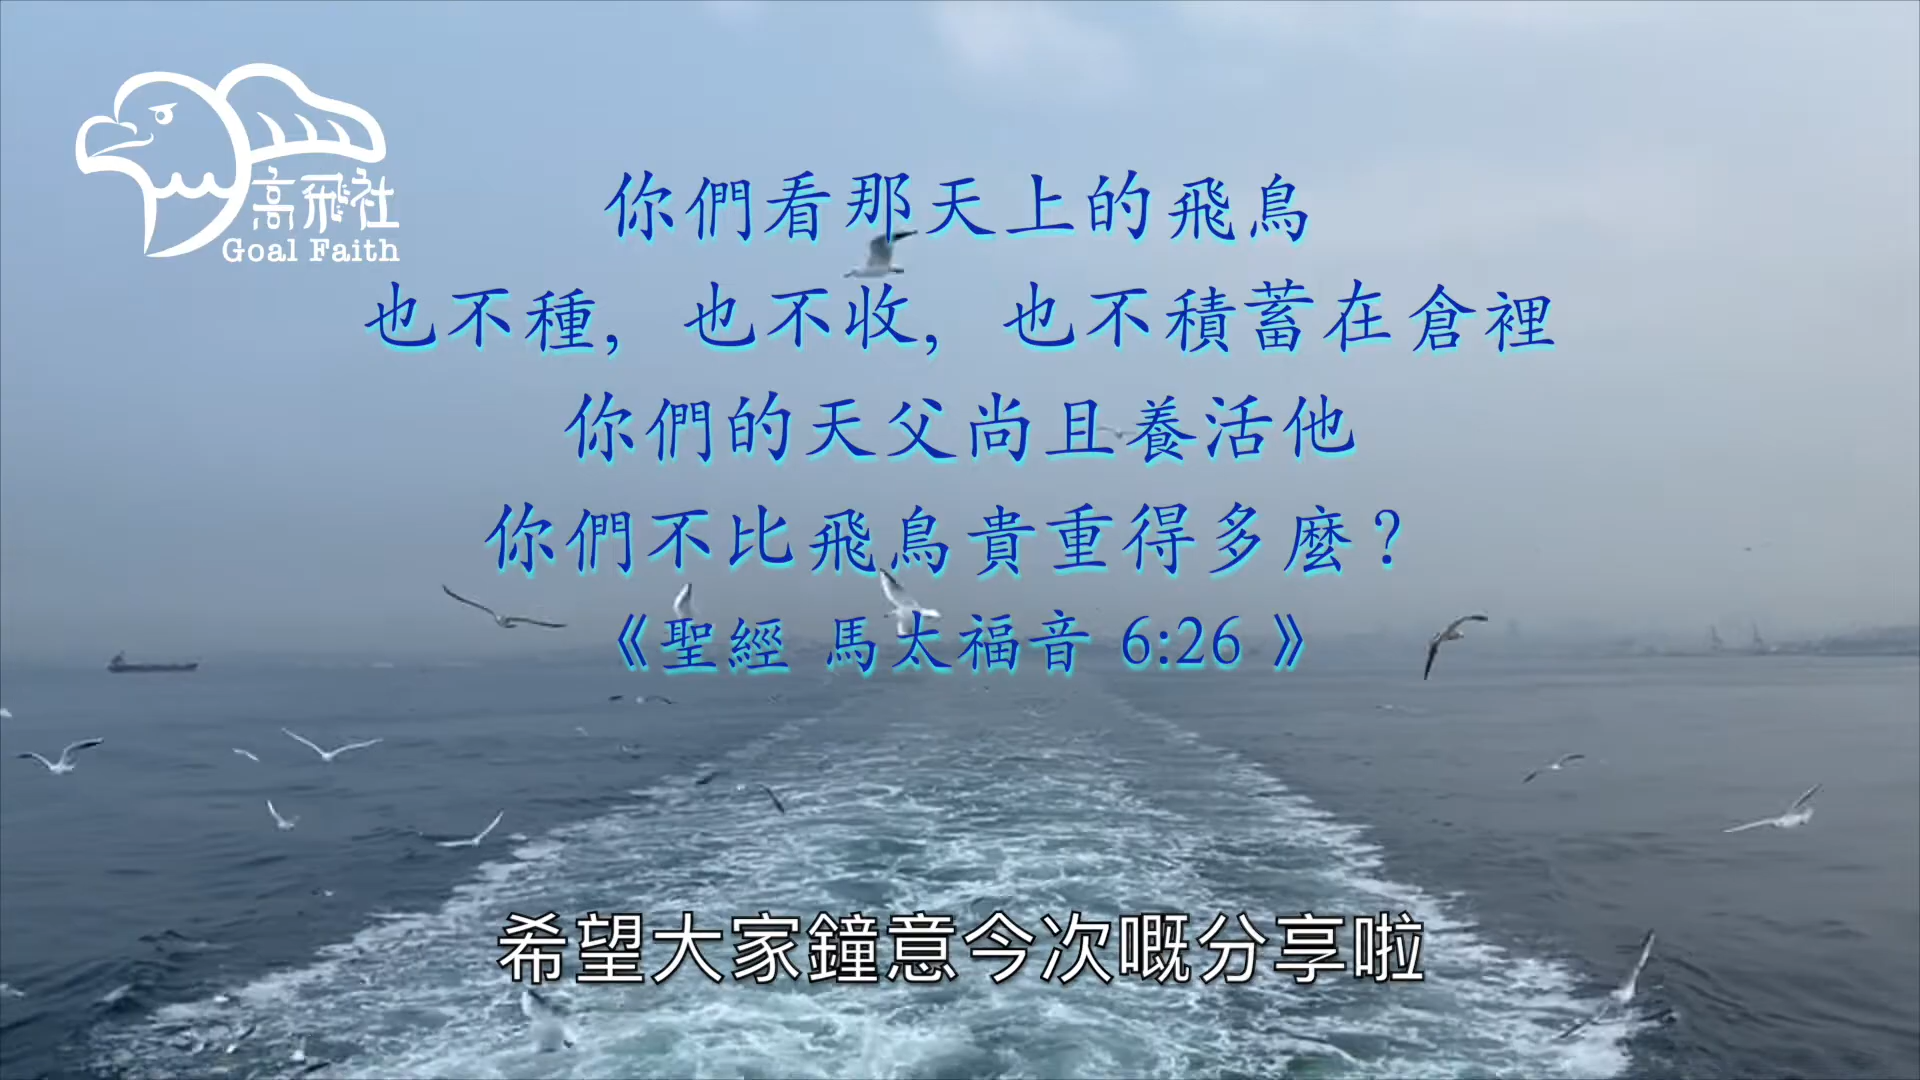 高飛社
Goal Faith
你們看那天上的飛鳥
也不種，也不收，也不積蓄在倉裡
你們的天父尚且養活他
你們不比飛鳥貴重得多麼？
《聖經 馬太福音 6:26 》
希望大家鐘意今次嘅分享啦